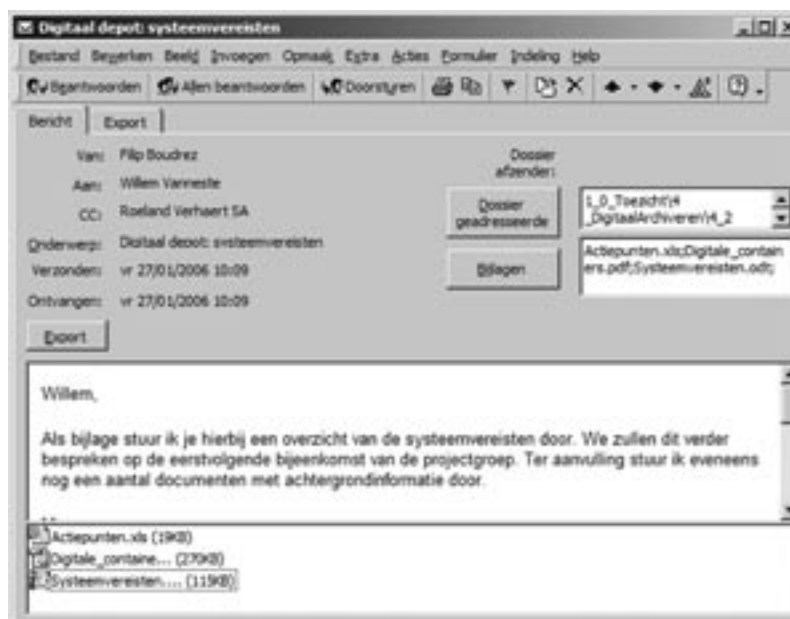 Digitaal depot: systeemvereisten
Bestand Bewerken Beeld Invoegen Opmaak Extra Acties Formulier Indeling Help
Beantwoorden Allen beantwoorden Doorsturen
Bericht Export
Van: Filip Boudrez
Aan: Willem Vanneste
CC: Roeland Verhaert SA
Onderwerp: Digitaal depot: systeemvereisten
Verzonden: vr 27/01/2006 10:09
Ontvangen: vr 27/01/2006 10:09
Export
Dossier
afzender:
Dossier
geadresseerde
1_0_Toezicht\4
_DigitaalArchiveren\4_2
Bijlagen
Actiepunten.xls;Digitale_contain
ers.pdf;Systeemvereisten.odt;
Willem,
Als bijlage stuur ik je hierbij een overzicht van de systeemvereisten door. We zullen dit verder
bespreken op de eerstvolgende bijeenkomst van de projectgroep. Ter aanvulling stuur ik eveneens
nog een aantal documenten met achtergrondinformatie door.
Actiepunten.xls (19KB)
Digitale_containe... (270KB)
Systeemvereisten.... (115KB)